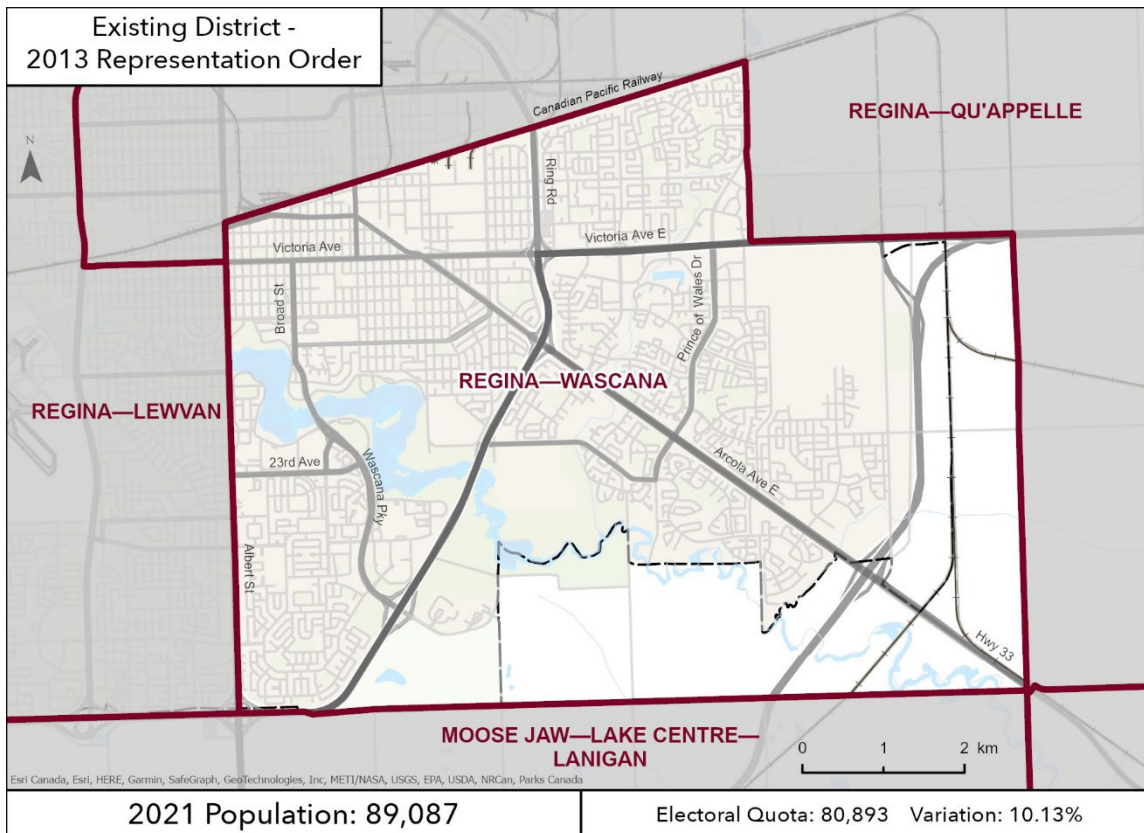 Existing District -
2013 Representation Order
Canadian Pacific Railway
REGINA—QU'APPELLE
N
Ring Rd
Victoria Ave
Victoria Ave E
Broad St
Prince of Wales Dr
REGINA—LEWVAN
REGINA—WASCANA
23rd Ave
Wascana Pky
Arcola Ave E
Albert St
Hwy 33
MOOSE JAW—LAKE CENTRE—
LANIGAN
0 1 2 km
Esri Canada, Esri, HERE, Garmin, SafeGraph, GeoTechnologies, Inc, METI/NASA, USGS, EPA, USDA, NRCan, Parks Canada
2021 Population: 89,087
Electoral Quota: 80,893 Variation: 10.13%